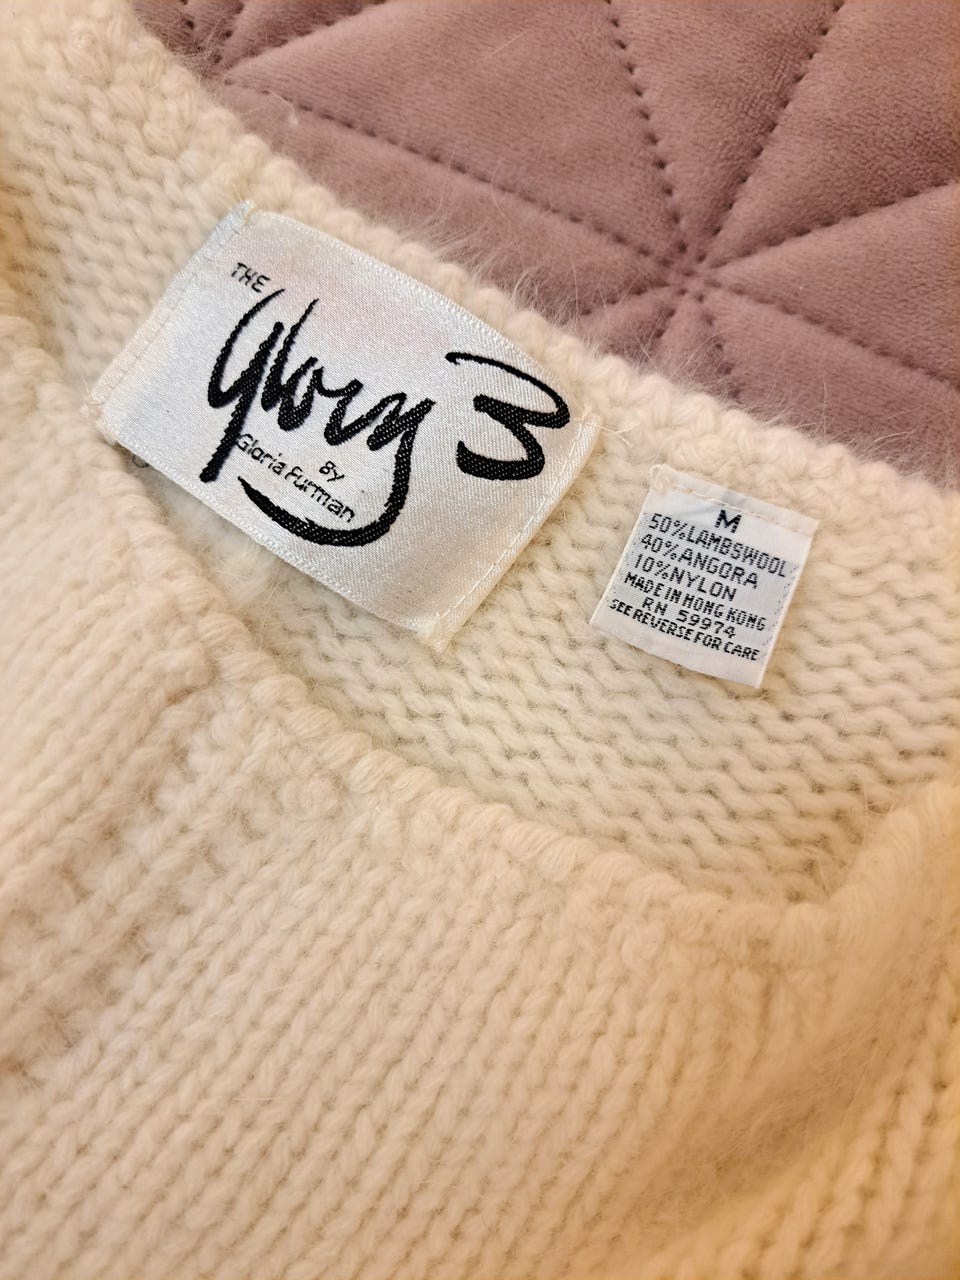 THE
Glory 3
BY
Gloria Furman
M
50%LAMBSWOOL
40%ANGORA
10%NYLON
MADE IN HONG KONG
RN 59974
SEE REVERSE FOR CARE